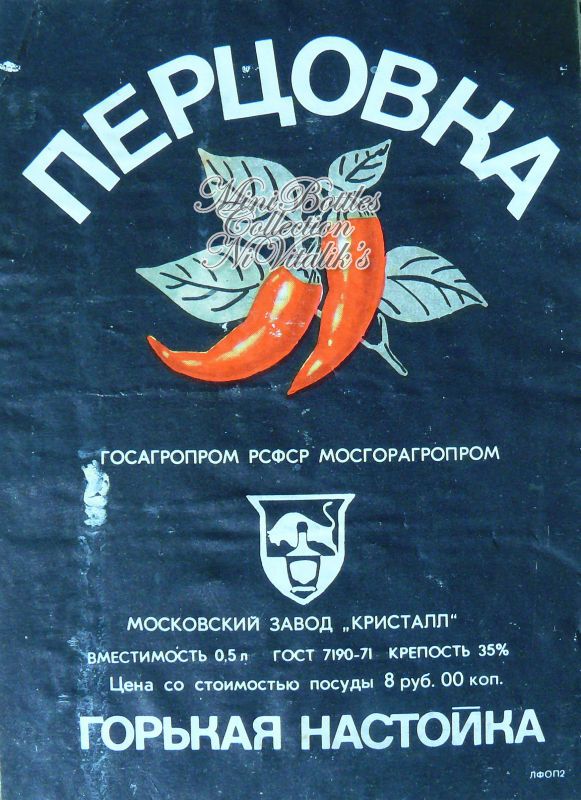 ПЕРЦОВКА
Mini Bottles
Collection
NiVitalik's
ГОСАГРОПРОМ РСФСР МОСГОРАГРОПРОМ
МОСКОВСКИЙ ЗАВОД „КРИСТАЛЛ"
ВМЕСТИМОСТЬ 0,5 л ГОСТ 7190-71 КРЕПОСТЬ 35%
Цена со стоимостью посуды 8 руб. 00 коп.
ГОРЬКАЯ НАСТОЙКА
ЛФОП2